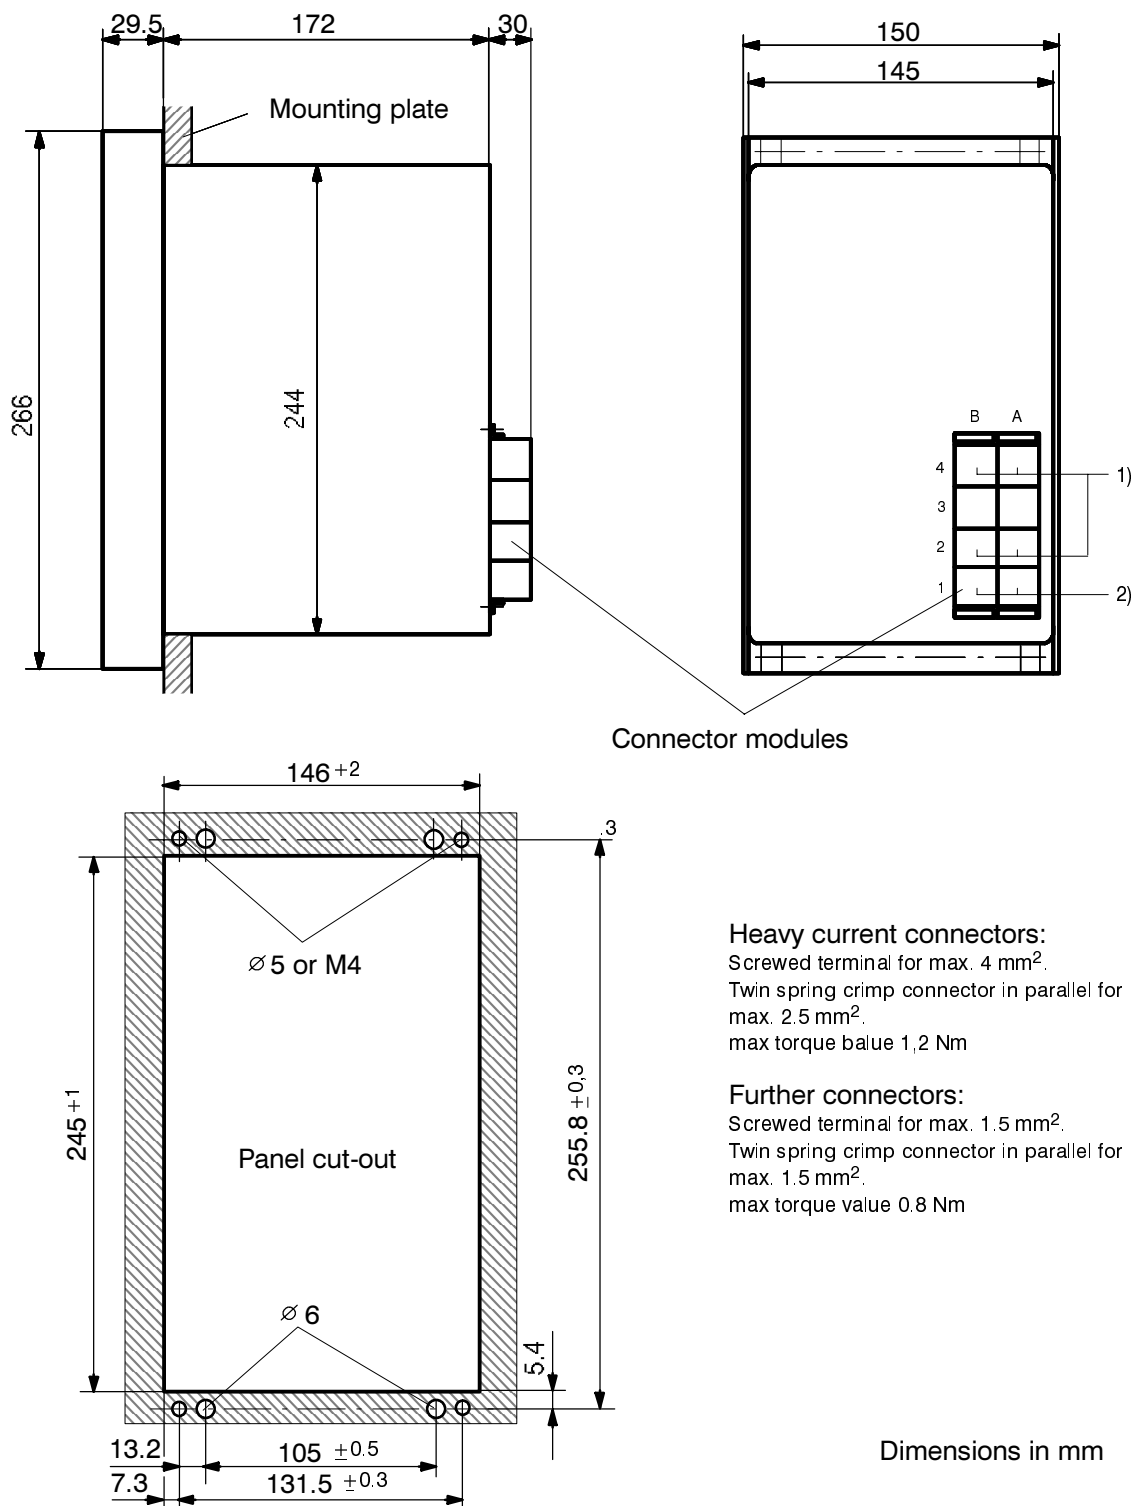 29.5 172 30
150
145
Mounting plate
266
244
B A
4
3
2
1
1)
2)
Connector modules
146 +2
.3
⌀ 5 or M4
245 +1
Panel cut-out
255.8 ±0,3
⌀ 6
5.4
13.2 105 ±0.5
7.3 131.5 ±0.3
Heavy current connectors:
Screwed terminal for max. 4 mm².
Twin spring crimp connector in parallel for
max. 2.5 mm².
max torque balue 1,2 Nm
Further connectors:
Screwed terminal for max. 1.5 mm².
Twin spring crimp connector in parallel for
max. 1.5 mm².
max torque value 0.8 Nm
Dimensions in mm